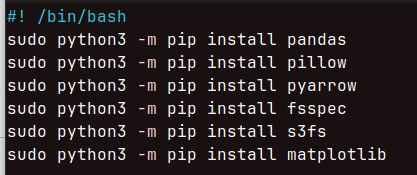 #! /bin/bash
sudo python3 -m pip install pandas
sudo python3 -m pip install pillow
sudo python3 -m pip install pyarrow
sudo python3 -m pip install fsspec
sudo python3 -m pip install s3fs
sudo python3 -m pip install matplotlib